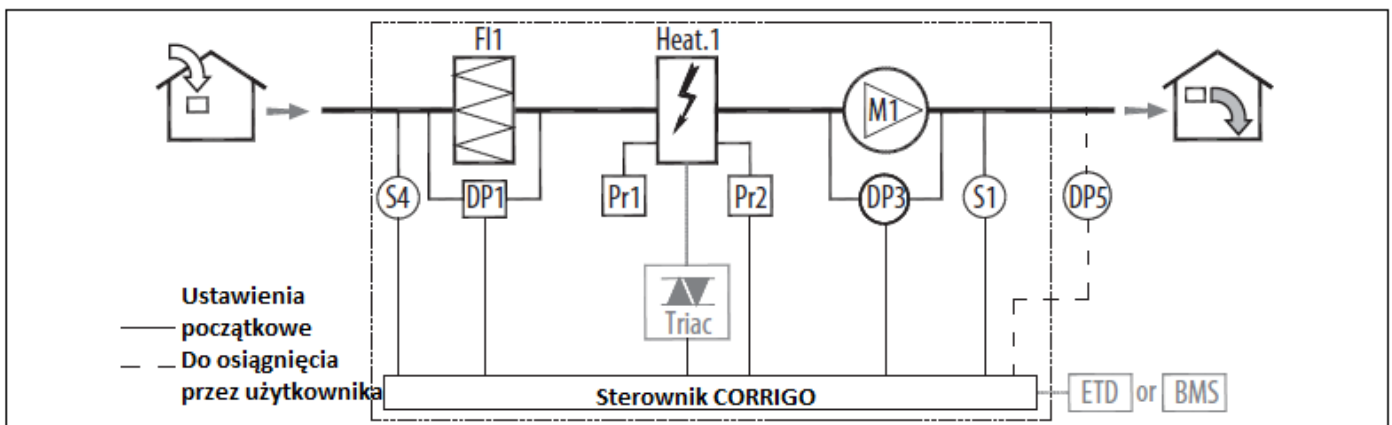 FI1 Heat.1
M1
S4 DP1 Pr1 Pr2 DP3 S1 DP5
Triac
Ustawienia
początkowe
Do osiągnięcia
przez użytkownika
Sterownik CORRIGO
ETD or BMS